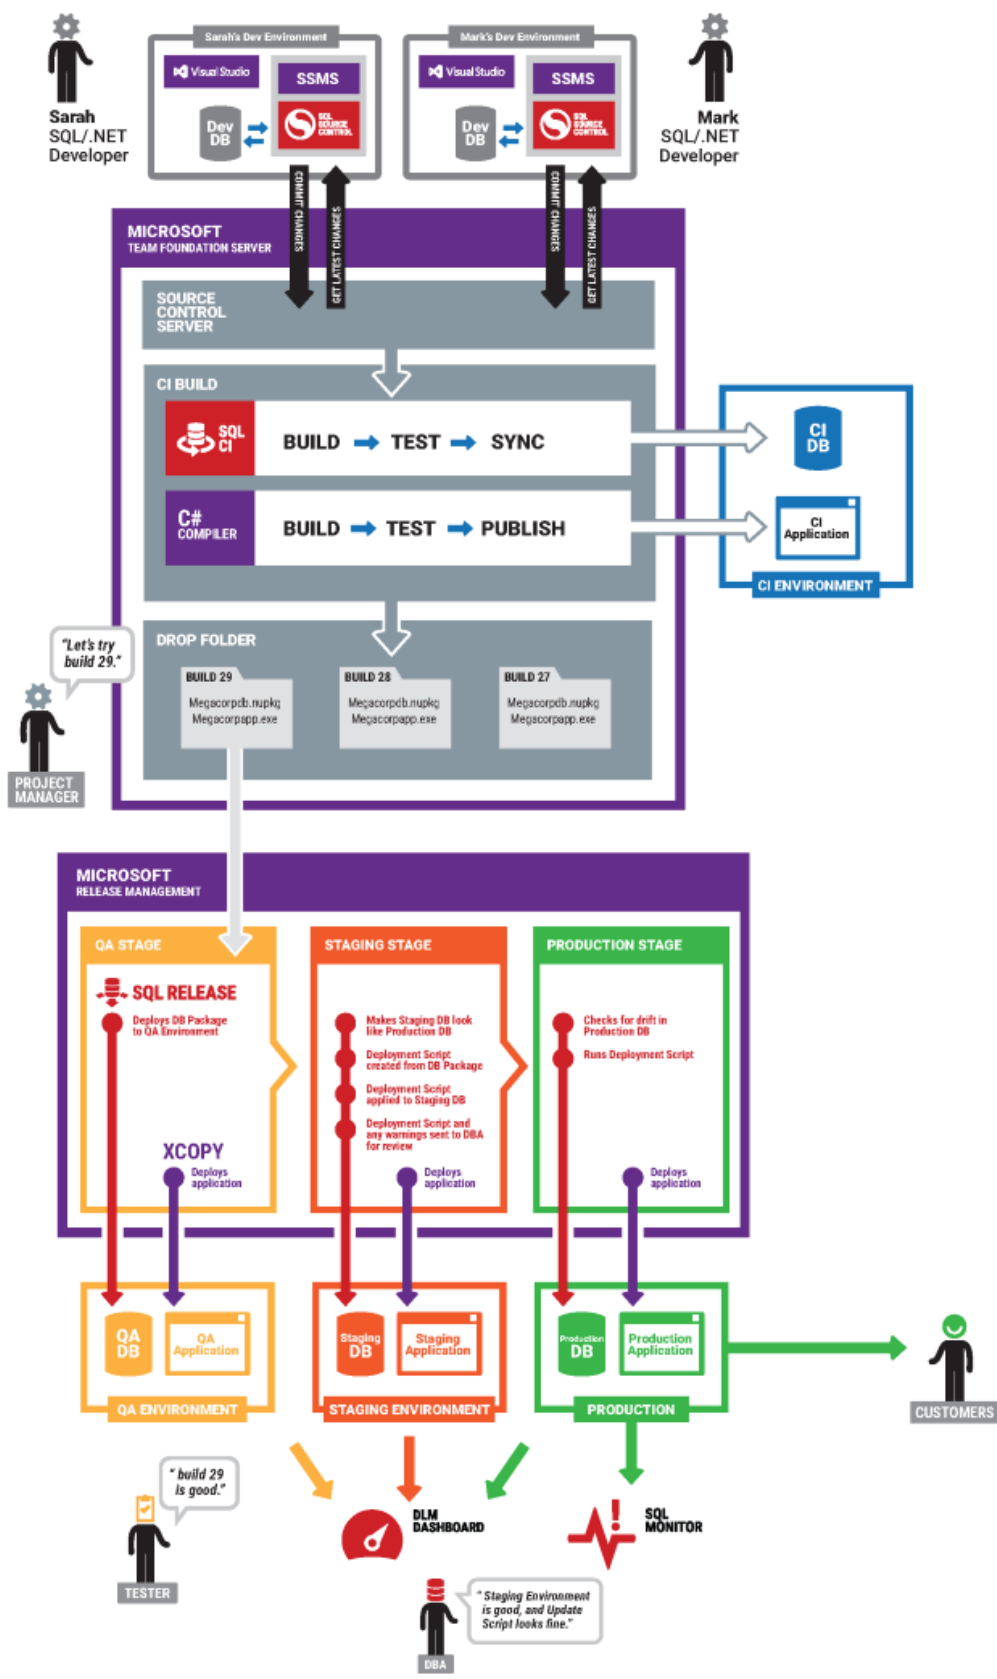 Sarah's Dev Environment
Visual Studio
SSMS
Dev
DB
SQL
SOURCE
CONTROL
Mark's Dev Environment
Visual Studio
SSMS
Dev
DB
SQL
SOURCE
CONTROL
Sarah
SQL/.NET
Developer
Mark
SQL/.NET
Developer
COMMIT CHANGES
GET LATEST CHANGES
COMMIT CHANGES
GET LATEST CHANGES
MICROSOFT
TEAM FOUNDATION SERVER
SOURCE
CONTROL
SERVER
CI BUILD
SQL
CI
BUILD
TEST
SYNC
C#
COMPILER
BUILD
TEST
PUBLISH
CI
DB
CI
Application
CI ENVIRONMENT
DROP FOLDER
BUILD 29
Megacorpdb.nupkg
Megacorpapp.exe
BUILD 28
Megacorpdb.nupkg
Megacorpapp.exe
BUILD 27
Megacorpdb.nupkg
Megacorpapp.exe
"Let's try
build 29."
PROJECT
MANAGER
MICROSOFT
RELEASE MANAGEMENT
QA STAGE
SQL RELEASE
Deploys DB Package
to QA Environment
XCOPY
Deploys
application
STAGING STAGE
Makes Staging DB look
like Production DB
Deployment Script
created from DB Package
Deployment Script
applied to Staging DB
Deployment Script and
any warnings sent to DBA
for review
Deploys
application
PRODUCTION STAGE
Checks for drift in
Production DB
Runs Deployment Script
Deploys
application
QA
DB
QA
Application
QA ENVIRONMENT
Staging
DB
Staging
Application
STAGING ENVIRONMENT
Production
DB
Production
Application
PRODUCTION
CUSTOMERS
" build 29
is good."
TESTER
DLM
DASHBOARD
SQL
MONITOR
" Staging Environment
is good, and Update
Script looks fine."
DBA